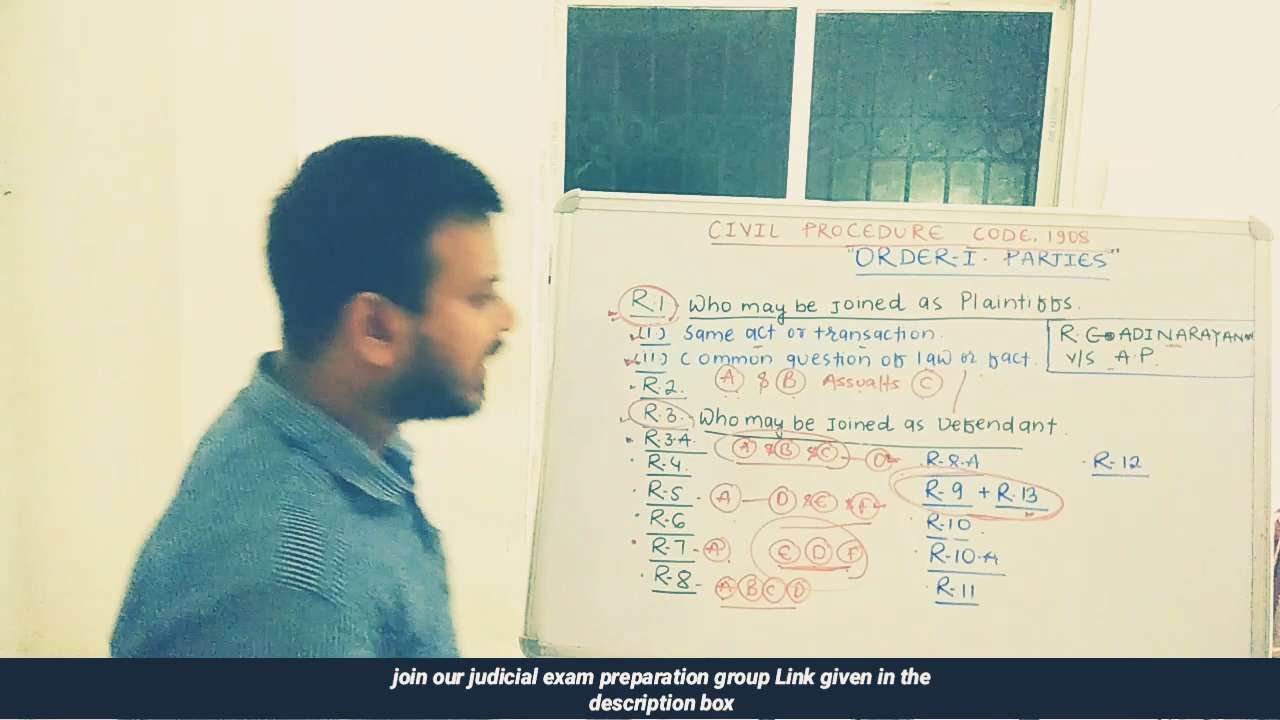 CIVIL PROCEDURE CODE, 1908
"ORDER-I- PARTIES"
R.1 Who may be Joined as Plaintiffs.
(i.) Same act or transaction.
(ii.) Common question of law or fact.
R. GOADINARAYANA
V/S A.P.
R.2. A & B Assualts C
R.3. Who may be Joined as Defendant.
R.3-A. A & B & C — D
R-4.
R-5 - A — D & E & F
R-6
R-7 - A E D F
R-8 - A B C D
R-8-A
R-9 + R.13
R-10
R-10-A
R-11
R-12
join our judicial exam preparation group Link given in the
description box